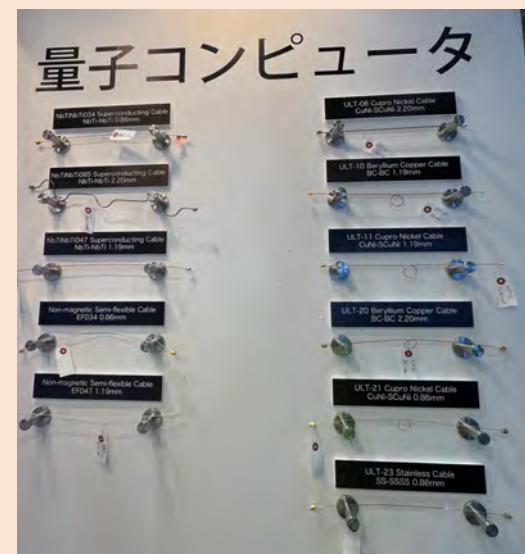 量子コンピュータ
NbTiNbTi034 Superconducting Cable
NbTi-NbTi 0.86mm
NbTiNbTi085 Superconducting Cable
NbTi-NbTi 2.20mm
NbTiNbTi047 Superconducting Cable
NbTi-NbTi 1.19mm
Non-magnetic Semi-flexible Cable
EF034 0.86mm
Non-magnetic Semi-flexible Cable
EF047 1.19mm
ULT-06 Cupro Nickel Cable
CuNi-SCuNi 2.20mm
ULT-10 Beryllium Copper Cable
BC-BC 1.19mm
ULT-11 Cupro Nickel Cable
CuNi-SCuNi 1.19mm
ULT-20 Beryllium Copper Cable
BC-BC 2.20mm
ULT-21 Cupro Nickel Cable
CuNi-SCuNi 0.86mm
ULT-23 Stainless Cable
SS-SSSS 0.86mm